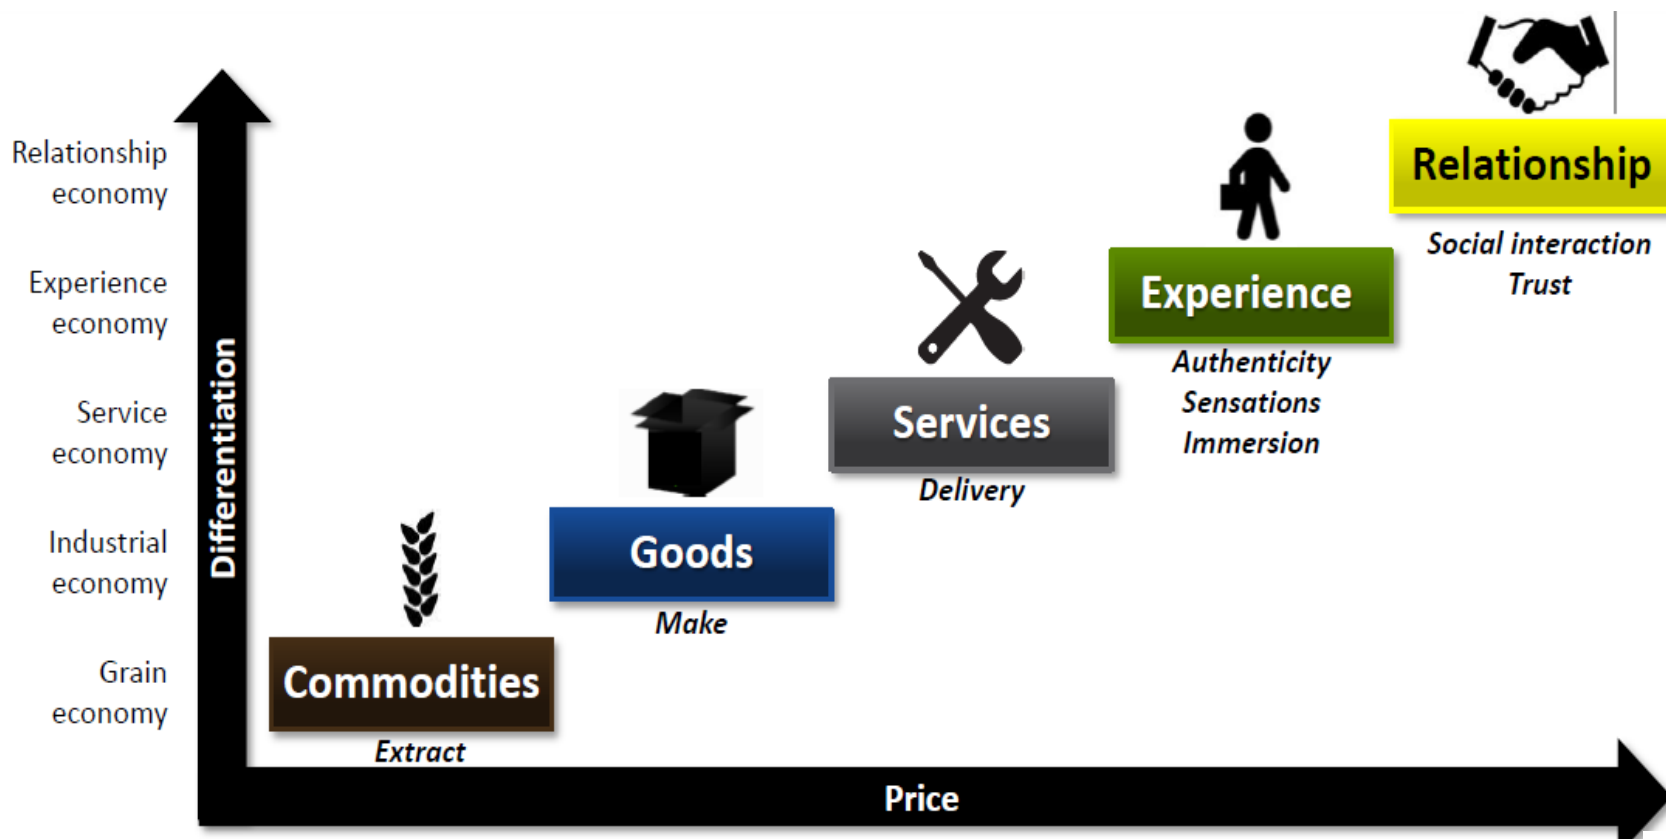 Relationship
economy
Experience
economy
Service
economy
Industrial
economy
Grain
economy
Differentiation
Commodities
Extract
Goods
Make
Services
Delivery
Experience
Authenticity
Sensations
Immersion
Relationship
Social interaction
Trust
Price